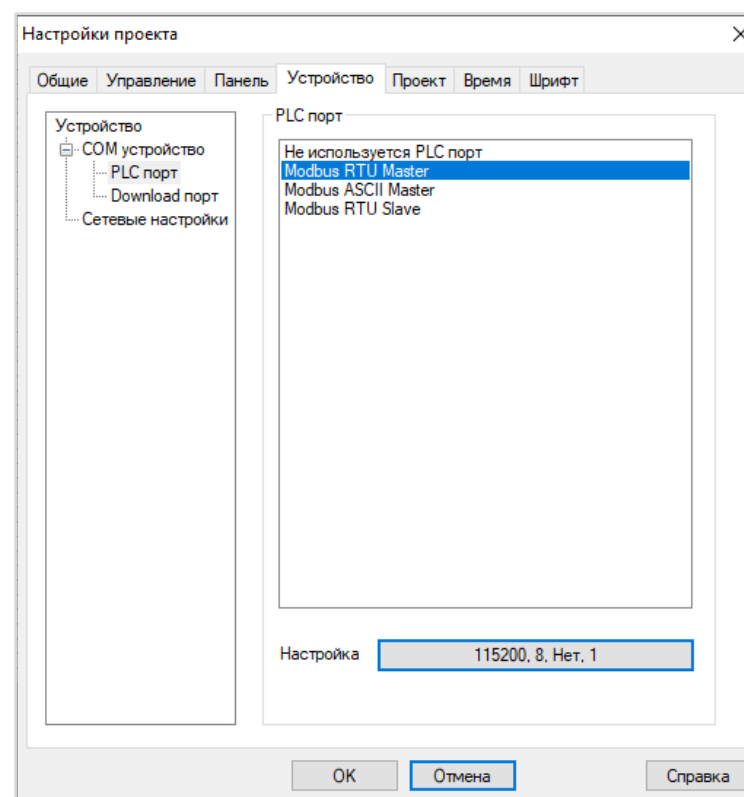 Настройки проекта
Общие Управление Панель Устройство Проект Время Шрифт
Устройство
COM устройство
PLC порт
Download порт
Сетевые настройки
PLC порт
Не используется PLC порт
Modbus RTU Master
Modbus ASCII Master
Modbus RTU Slave
Настройка 115200, 8, Нет, 1
OK Отмена Справка